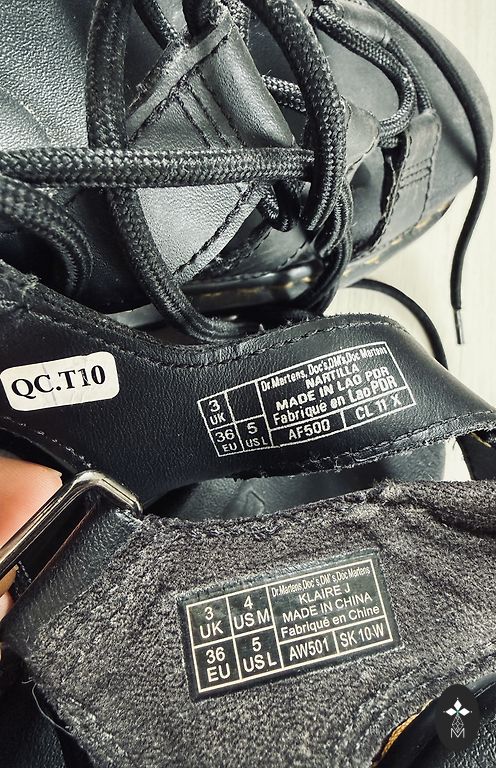 QC.T10
Dr.Martens, Doc's,DM's,Doc Marten
NARTILLA
MADE IN LAO PDR
Fabriqué en Lao PDR
3 UK
36 EU
5 US L
AF500
CL TI X
Dr.Martens,Doc's,DM's,Doc Martens
KLAIRE J
MADE IN CHINA
Fabriqué en Chine
3 UK
4 US M
36 EU
5 US L
AW501
SK 10-W
M